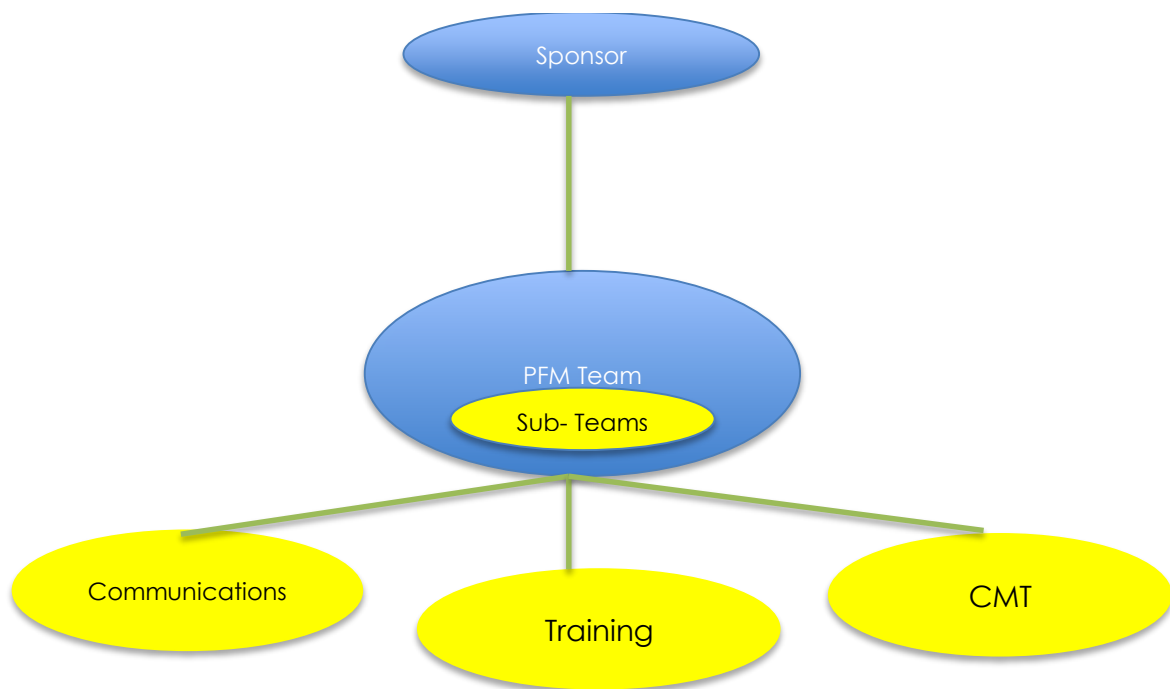 Sponsor
PFM Team
Sub- Teams
Communications
Training
CMT